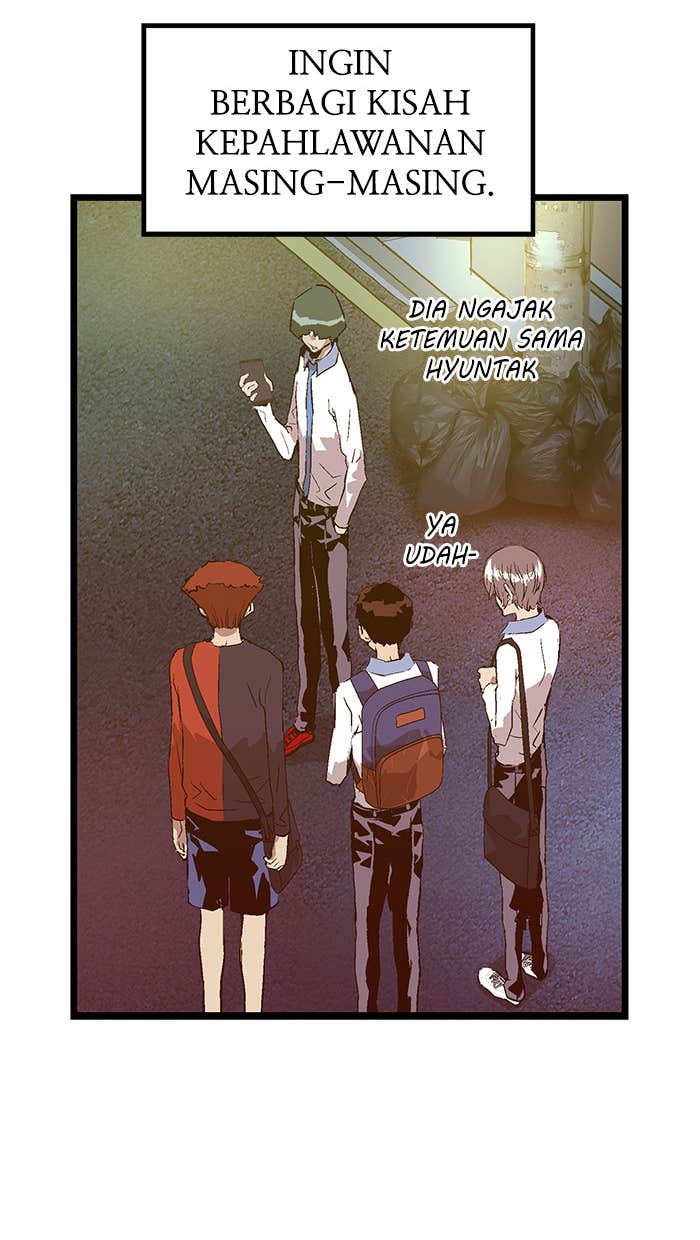 INGIN
BERBAGI KISAH
KEPAHLAWANAN
MASING-MASING.
DIA NGAJAK
KETEMUAN SAMA
HYUNTAK
YA
UDAH-